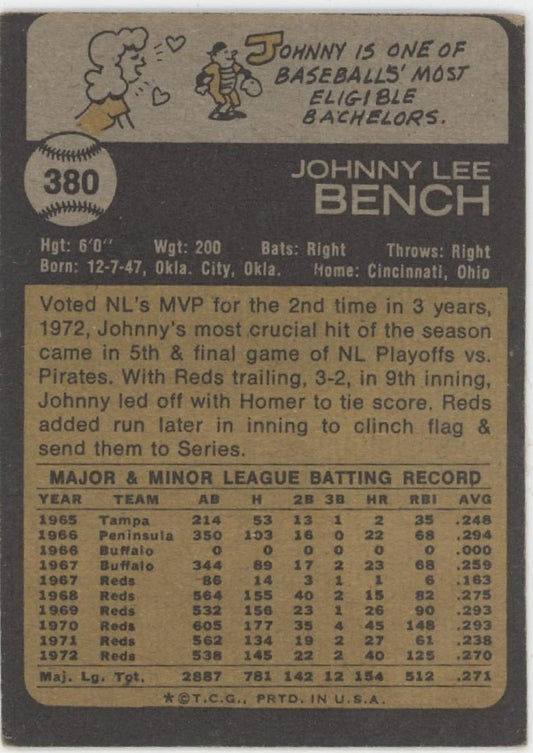 JOHNNY IS ONE OF
BASEBALLS' MOST
ELIGIBLE
BACHELORS.
380
JOHNNY LEE
BENCH
Hgt: 6'0" Wgt: 200 Bats: Right Throws: Right
Born: 12-7-47, Okla. City, Okla. Home: Cincinnati, Ohio
Voted NL's MVP for the 2nd time in 3 years,
1972, Johnny's most crucial hit of the season
came in 5th & final game of NL Playoffs vs.
Pirates. With Reds trailing, 3-2, in 9th inning,
Johnny led off with Homer to tie score. Reds
added run later in inning to clinch flag &
send them to Series.
MAJOR & MINOR LEAGUE BATTING RECORD
YEAR TEAM AB H 2B 3B HR RBI AVG
1965 Tampa 214 53 13 1 2 35 .248
1966 Peninsula 350 103 16 0 22 68 .294
1966 Buffalo 0 0 0 0 0 0 .000
1967 Buffalo 344 89 17 2 23 68 .259
1967 Reds 86 14 3 1 1 6 .163
1968 Reds 564 155 40 2 15 82 .275
1969 Reds 532 156 23 1 26 90 .293
1970 Reds 605 177 35 4 45 148 .293
1971 Reds 562 134 19 2 27 61 .238
1972 Reds 538 145 22 2 40 125 .270
Maj. Lg. Tot. 2887 781 142 12 154 512 .271
*©T.C.G., PRTD. IN U.S.A.